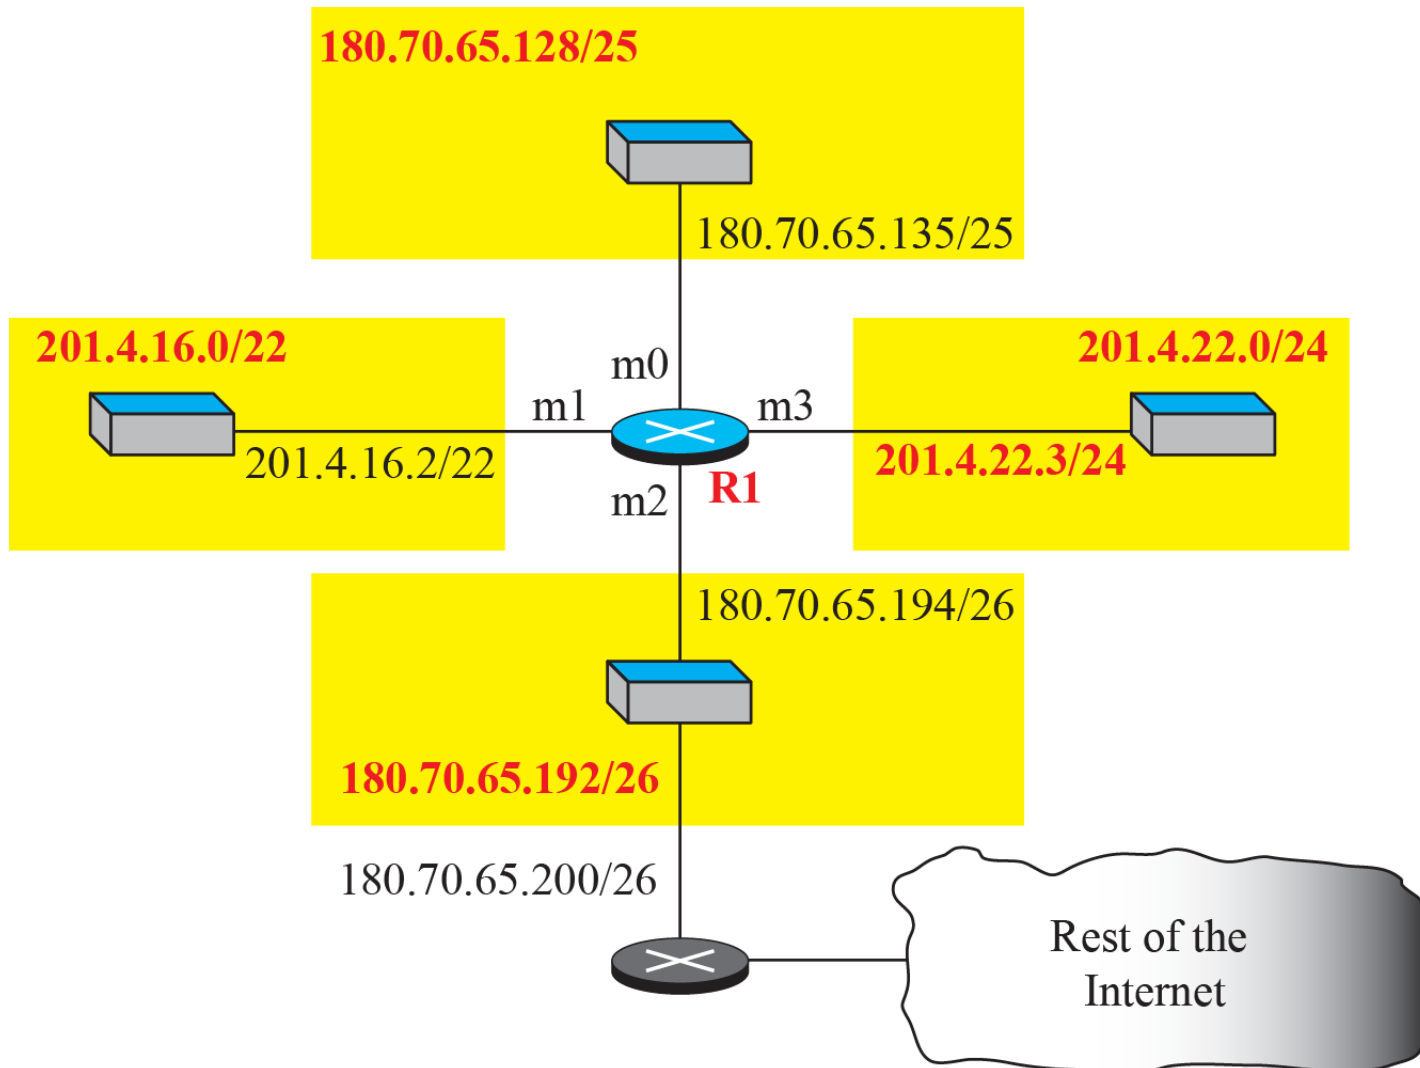 180.70.65.128/25
180.70.65.135/25
201.4.16.0/22
201.4.22.0/24
m0
m1
m3
201.4.16.2/22
201.4.22.3/24
R1
m2
180.70.65.194/26
180.70.65.192/26
180.70.65.200/26
Rest of the
Internet